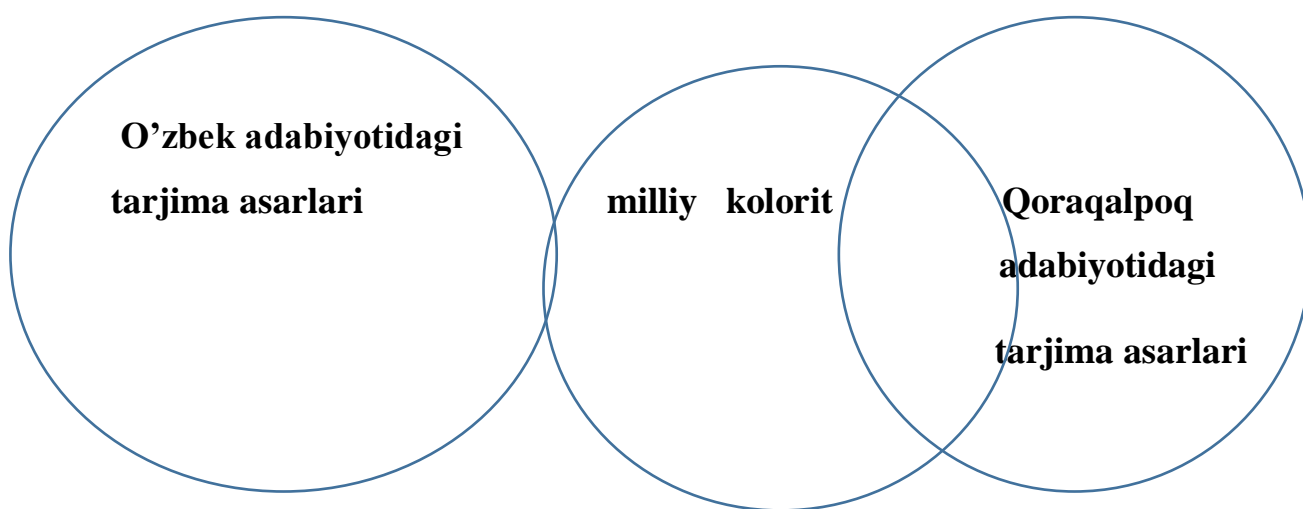 O’zbek adabiyotidagi
tarjima asarlari
milliy kolorit
Qoraqalpoq
adabiyotidagi
tarjima asarlari